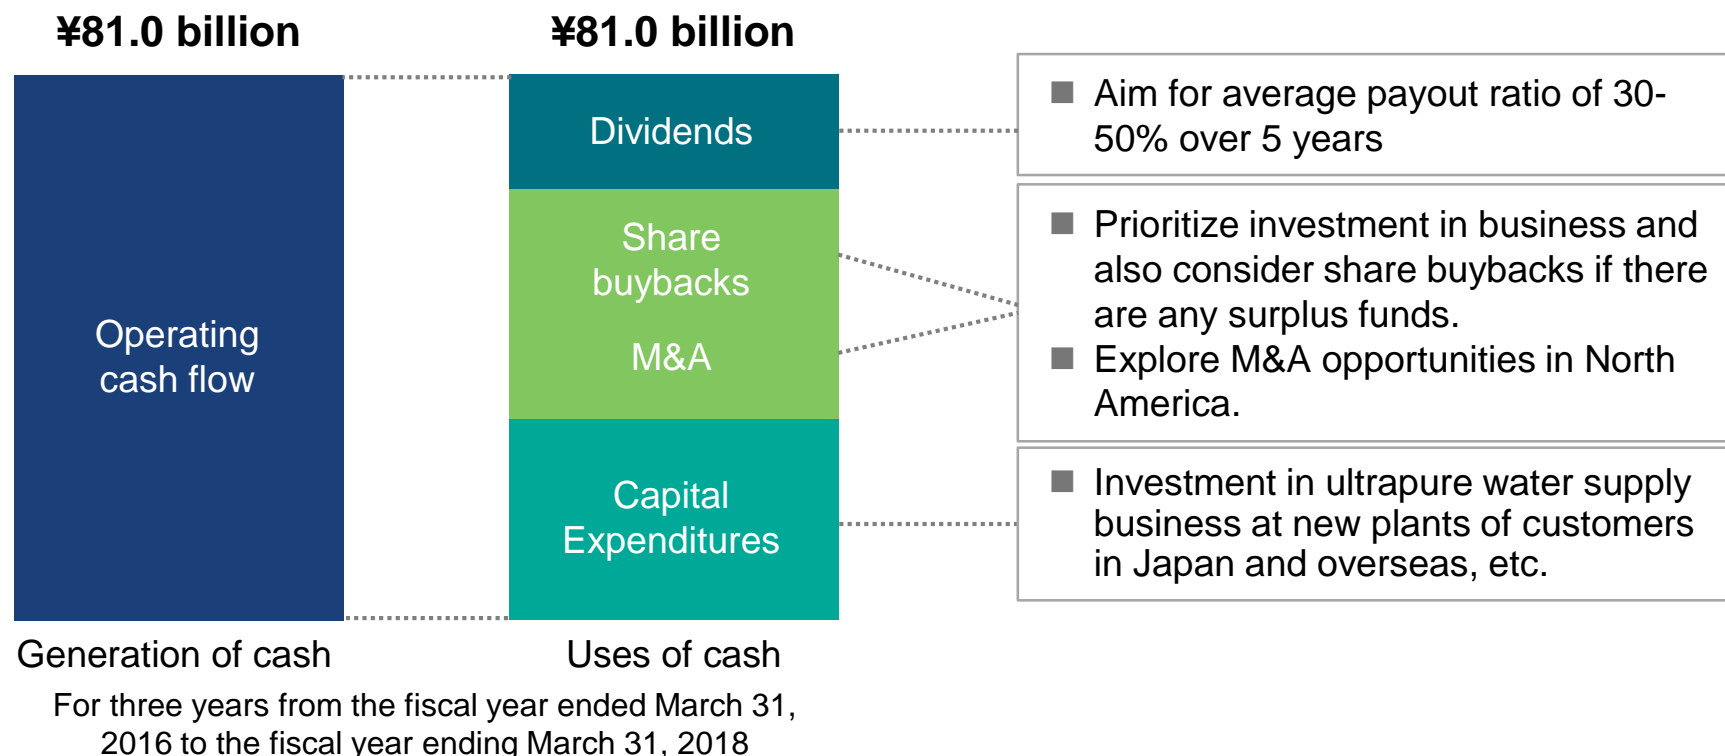 ¥81.0 billion
¥81.0 billion
Operating
cash flow
Dividends
Share
buybacks
M&A
Capital
Expenditures
■ Aim for average payout ratio of 30-
50% over 5 years
■ Prioritize investment in business and
also consider share buybacks if there
are any surplus funds.
■ Explore M&A opportunities in North
America.
■ Investment in ultrapure water supply
business at new plants of customers
in Japan and overseas, etc.
Generation of cash
Uses of cash
For three years from the fiscal year ended March 31,
2016 to the fiscal year ending March 31, 2018